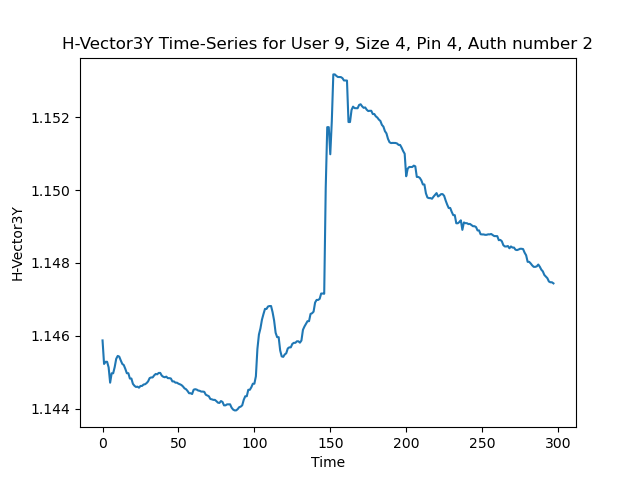 H-Vector3Y Time-Series for User 9, Size 4, Pin 4, Auth number 2
H-Vector3Y
1.152
1.150
1.148
1.146
1.144
0 50 100 150 200 250 300
Time